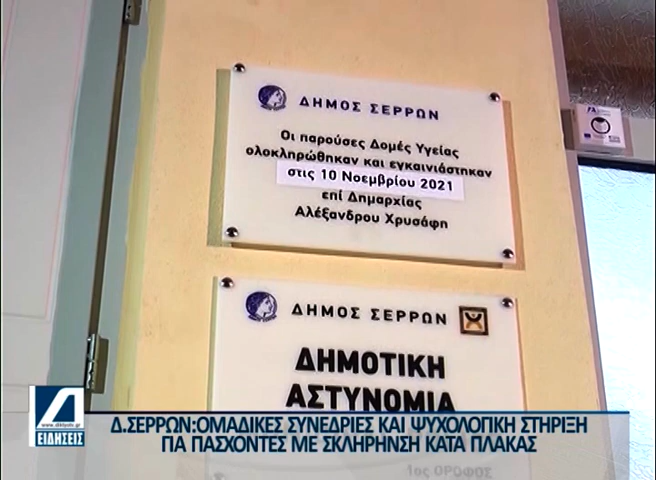 ΔΗΜΟΣ ΣΕΡΡΩΝ
Οι παρούσες Δομές Υγείας
ολοκληρώθηκαν και εγκαινιάστηκαν
στις 10 Νοεμβρίου 2021
επί Δημαρχίας
Αλέξανδρου Χρυσάφη
ΔΗΜΟΣ ΣΕΡΡΩΝ
ΔΗΜΟΤΙΚΗ
ΑΣΤΥΝΟΜΙΑ
1ος ΟΡΟΦΟΣ
ΕΙΔΗΣΕΙΣ
Δ.ΣΕΡΡΩΝ:ΟΜΑΔΙΚΕΣ ΣΥΝΕΔΡΙΕΣ ΚΑΙ ΨΥΧΟΛΟΓΙΚΗ ΣΤΗΡΙΞΗ
ΓΙΑ ΠΑΣΧΟΝΤΕΣ ΜΕ ΣΚΛΗΡΗΝΣΗ ΚΑΤΑ ΠΛΑΚΑΣ